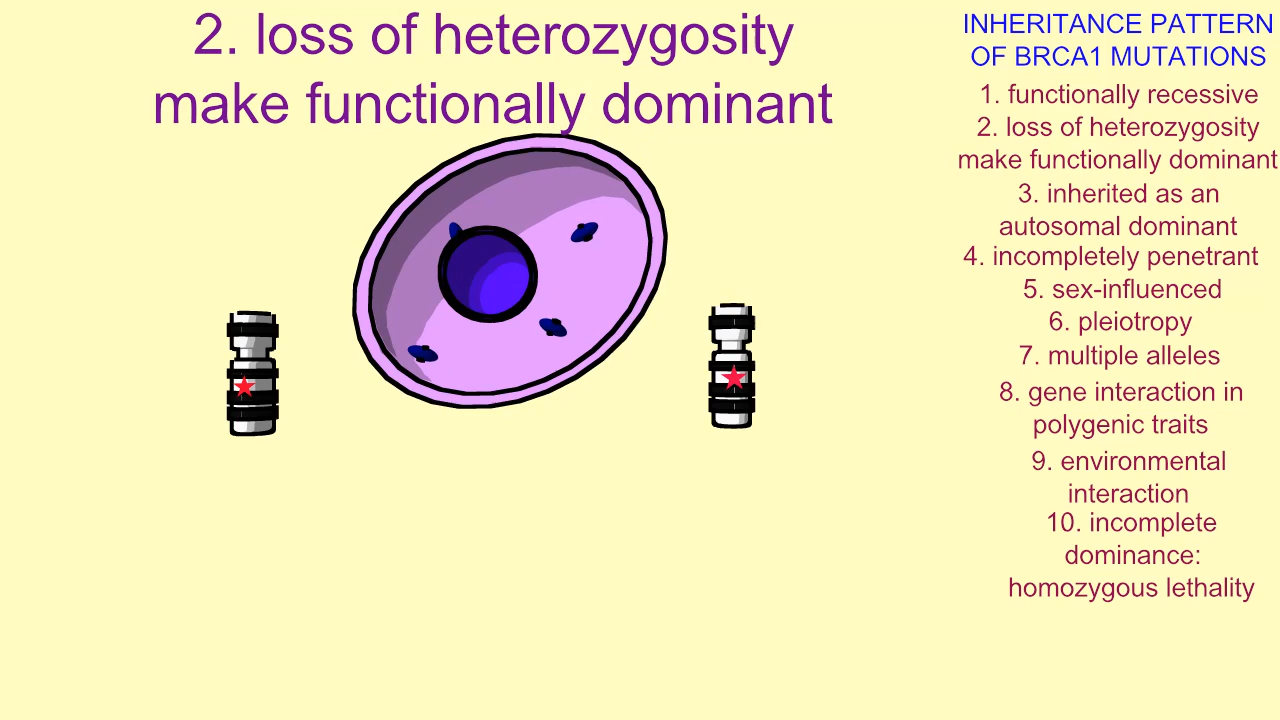 2. loss of heterozygosity
make functionally dominant
INHERITANCE PATTERN
OF BRCA1 MUTATIONS
1. functionally recessive
2. loss of heterozygosity
make functionally dominant
3. inherited as an
autosomal dominant
4. incompletely penetrant
5. sex-influenced
6. pleiotropy
7. multiple alleles
8. gene interaction in
polygenic traits
9. environmental
interaction
10. incomplete
dominance:
homozygous lethality